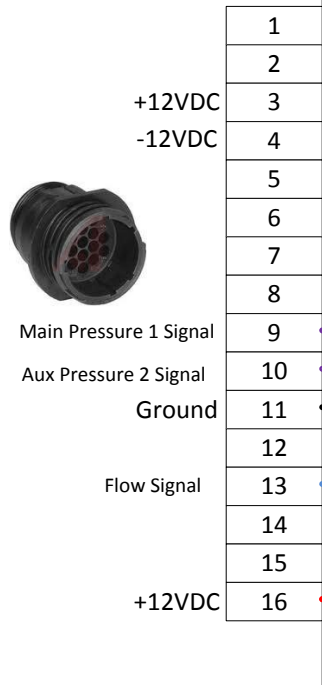 1
2
+12VDC 3
-12VDC 4
5
6
7
8
Main Pressure 1 Signal 9
Aux Pressure 2 Signal 10
Ground 11
12
Flow Signal 13
14
15
+12VDC 16